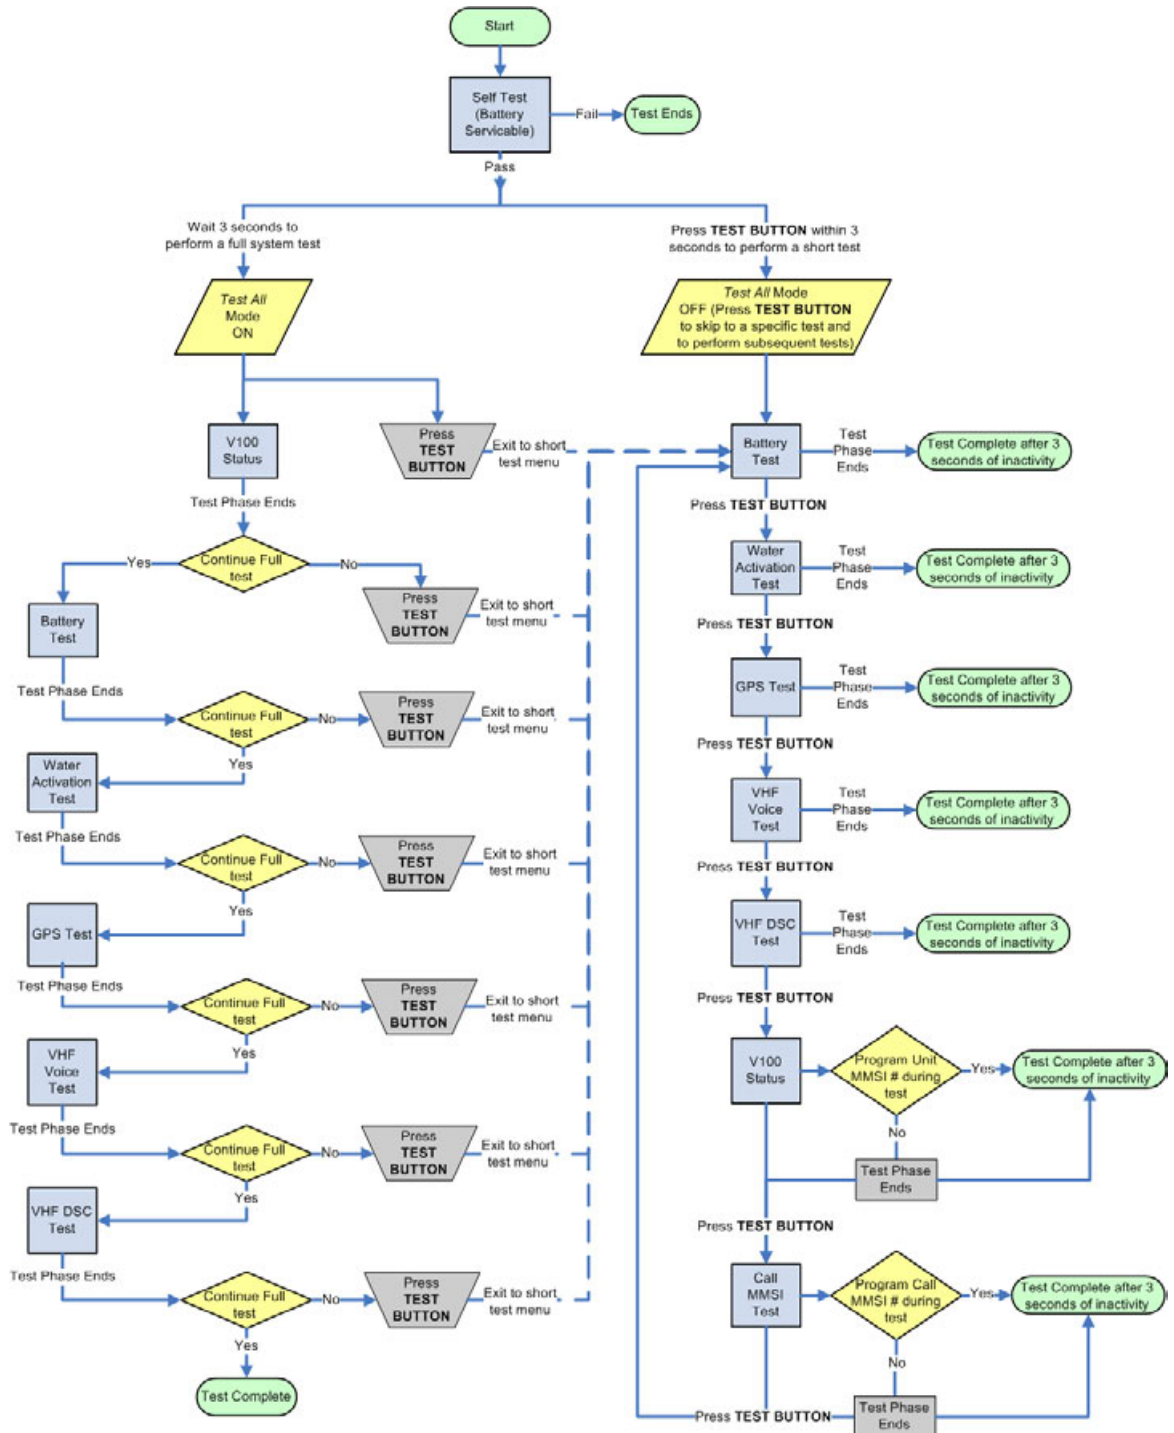 Start
Self Test
(Battery
Servicable)
Fail
Test Ends
Pass
Wait 3 seconds to
perform a full system test
Press TEST BUTTON within 3
seconds to perform a short test
Test All
Mode
ON
Test All Mode
OFF (Press TEST BUTTON
to skip to a specific test and
to perform subsequent tests)
V100
Status
Press
TEST
BUTTON
Exit to short
test menu
Battery
Test
Test
Phase
Ends
Test Complete after 3
seconds of inactivity
Test Phase Ends
Press TEST BUTTON
Continue Full
test
Yes
No
Press
TEST
BUTTON
Exit to short
test menu
Water
Activation
Test
Test
Phase
Ends
Test Complete after 3
seconds of inactivity
Battery
Test
Press TEST BUTTON
Test Phase Ends
Continue Full
test
No
Press
TEST
BUTTON
Exit to short
test menu
GPS Test
Test
Phase
Ends
Test Complete after 3
seconds of inactivity
Yes
Water
Activation
Test
Press TEST BUTTON
Test Phase Ends
Continue Full
test
No
Press
TEST
BUTTON
Exit to short
test menu
VHF
Voice
Test
Test
Phase
Ends
Test Complete after 3
seconds of inactivity
Yes
GPS Test
Press TEST BUTTON
VHF DSC
Test
Test
Phase
Ends
Test Complete after 3
seconds of inactivity
Test Phase Ends
Continue Full
test
No
Press
TEST
BUTTON
Exit to short
test menu
Press TEST BUTTON
Yes
VHF
Voice
Test
V100
Status
Program Unit
MMSI # during
test
Yes
Test Complete after 3
seconds of inactivity
No
Test Phase
Ends
Test Phase Ends
Continue Full
test
No
Press
TEST
BUTTON
Exit to short
test menu
Yes
VHF DSC
Test
Press TEST BUTTON
Test Phase Ends
Continue Full
test
No
Press
TEST
BUTTON
Exit to short
test menu
Call
MMSI
Test
Program Call
MMSI # during
test
Yes
Test Complete after 3
seconds of inactivity
Yes
No
Test Complete
Press TEST BUTTON
Test Phase
Ends